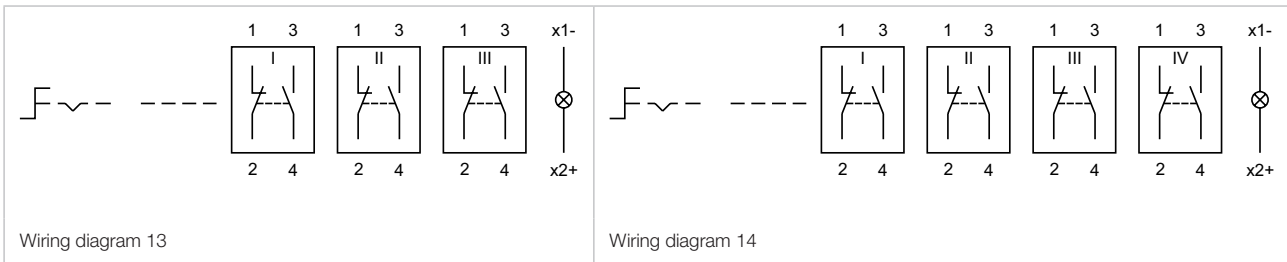 1 3 1 3 1 3 x1-
I II III
2 4 2 4 2 4 x2+
Wiring diagram 13
1 3 1 3 1 3 1 3 x1-
I II III IV
2 4 2 4 2 4 2 4 x2+
Wiring diagram 14